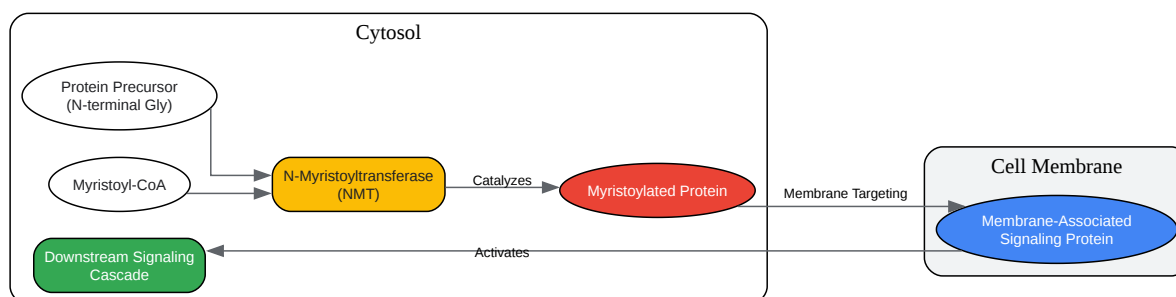 Cytosol
Protein Precursor
(N-terminal Gly)
Myristoyl-CoA
N-Myristoyltransferase
(NMT)
Catalyzes
Myristoylated Protein
Membrane Targeting
Cell Membrane
Membrane-Associated
Signaling Protein
Activates
Downstream Signaling
Cascade